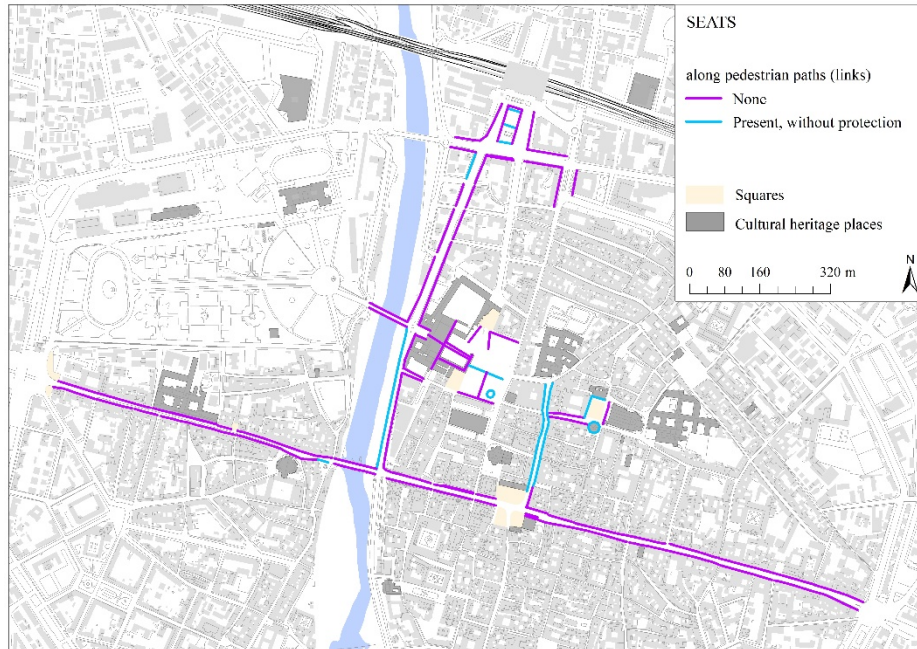 SEATS
along pedestrian paths (links)
None
Present, without protection
Squares
Cultural heritage places
N
0 80 160 320 m